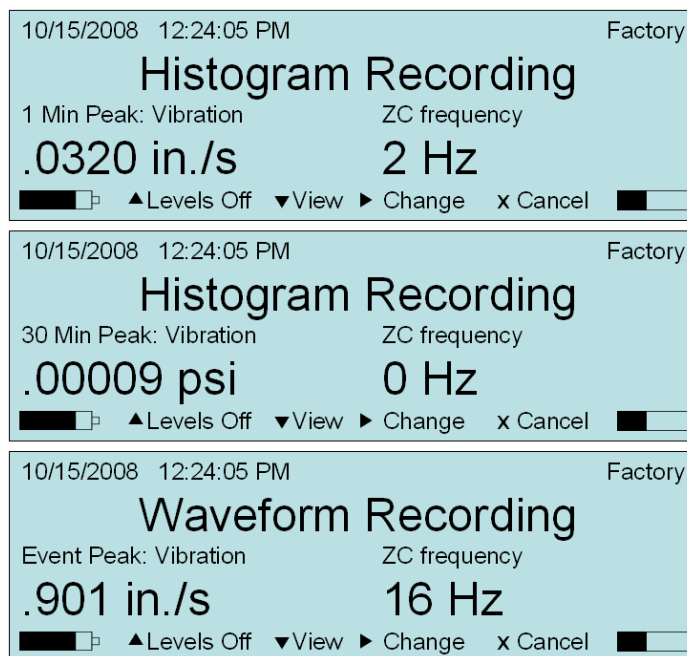 10/15/2008 12:24:05 PM Factory
Histogram Recording
1 Min Peak: Vibration ZC frequency
.0320 in./s 2 Hz
▲Levels Off ▼View ► Change x Cancel
10/15/2008 12:24:05 PM Factory
Histogram Recording
30 Min Peak: Vibration ZC frequency
.00009 psi 0 Hz
▲Levels Off ▼View ► Change x Cancel
10/15/2008 12:24:05 PM Factory
Waveform Recording
Event Peak: Vibration ZC frequency
.901 in./s 16 Hz
▲Levels Off ▼View ► Change x Cancel